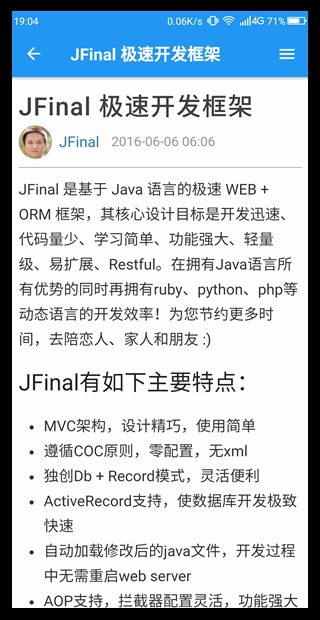 19:04 0.06K/s 4G 71%
JFinal 极速开发框架
JFinal 极速开发框架
JFinal 2016-06-06 06:06
JFinal 是基于 Java 语言的极速 WEB +
ORM 框架，其核心设计目标是开发迅速、
代码量少、学习简单、功能强大、轻量
级、易扩展、Restful。在拥有Java语言所
有优势的同时再拥有ruby、python、php等
动态语言的开发效率！为您节约更多时
间，去陪恋人、家人和朋友 :)
JFinal有如下主要特点：
• MVC架构，设计精巧，使用简单
• 遵循COC原则，零配置，无xml
• 独创Db + Record模式，灵活便利
• ActiveRecord支持，使数据库开发极致
快速
• 自动加载修改后的java文件，开发过程
中无需重启web server
• AOP支持，拦截器配置灵活，功能强大